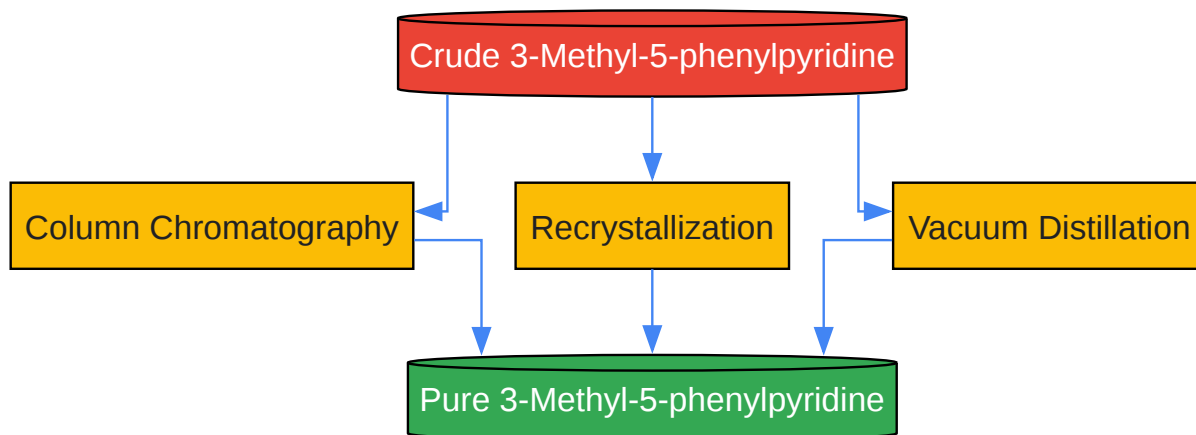 Crude 3-Methyl-5-phenylpyridine
Column Chromatography
Recrystallization
Vacuum Distillation
Pure 3-Methyl-5-phenylpyridine